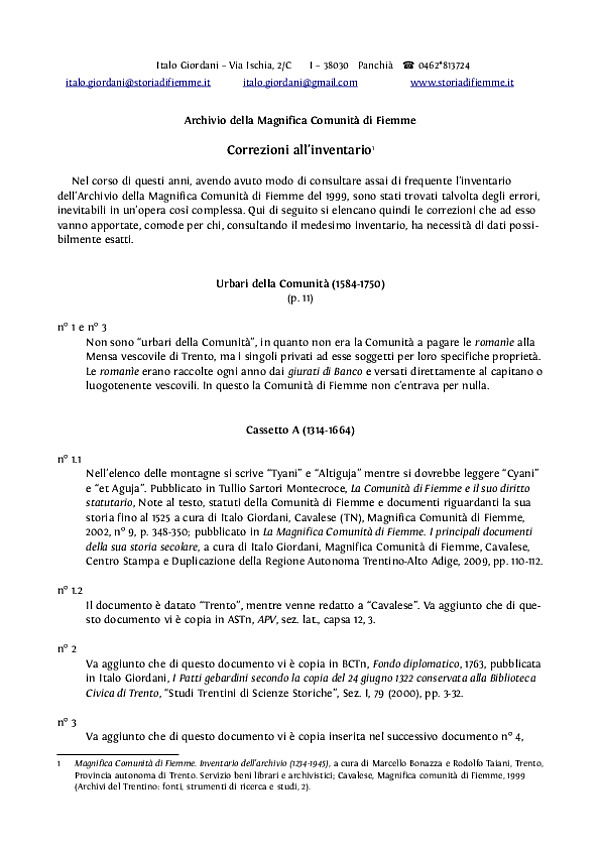 Italo Giordani – Via Ischia, 2/C I – 38030 Panchià ☎ 0462*813724
italo.giordani@storiadifiemme.it italo.giordani@gmail.com www.storiadifiemme.it
Archivio della Magnifica Comunità di Fiemme
Correzioni all'inventario¹
Nel corso di questi anni, avendo avuto modo di consultare assai di frequente l'inventario
dell'Archivio della Magnifica Comunità di Fiemme del 1999, sono stati trovati talvolta degli errori,
inevitabili in un'opera così complessa. Qui di seguito si elencano quindi le correzioni che ad esso
vanno apportate, comode per chi, consultando il medesimo Inventario, ha necessità di dati possi-
bilmente esatti.
Urbari della Comunità (1584-1750)
(p. 11)
n° 1 e n° 3
Non sono "urbari della Comunità", in quanto non era la Comunità a pagare le romanìe alla
Mensa vescovile di Trento, ma i singoli privati ad esse soggetti per loro specifiche proprietà.
Le romanìe erano raccolte ogni anno dai giurati di Banco e versati direttamente al capitano o
luogotenente vescovili. In questo la Comunità di Fiemme non c'entrava per nulla.
Cassetto A (1314-1664)
n° 1.1
Nell'elenco delle montagne si scrive "Tyani" e "Altiguja" mentre si dovrebbe leggere "Cyani"
e "et Aguja". Pubblicato in Tullio Sartori Montecroce, La Comunità di Fiemme e il suo diritto
statutario, Note al testo, statuti della Comunità di Fiemme e documenti riguardanti la sua
storia fino al 1525 a cura di Italo Giordani, Cavalese (TN), Magnifica Comunità di Fiemme,
2002, n° 9, p. 348-350; pubblicato in La Magnifica Comunità di Fiemme. I principali documenti
della sua storia secolare, a cura di Italo Giordani, Magnifica Comunità di Fiemme, Cavalese,
Centro Stampa e Duplicazione della Regione Autonoma Trentino-Alto Adige, 2009, pp. 110-112.
n° 1.2
Il documento è datato "Trento", mentre venne redatto a "Cavalese". Va aggiunto che di que-
sto documento vi è copia in ASTn, APV, sez. lat., capsa 12, 3.
n° 2
Va aggiunto che di questo documento vi è copia in BCTn, Fondo diplomatico, 1763, pubblicata
in Italo Giordani, I Patti gebardini secondo la copia del 24 giugno 1322 conservata alla Biblioteca
Civica di Trento, "Studi Trentini di Scienze Storiche", Sez. I, 79 (2000), pp. 3-32.
n° 3
Va aggiunto che di questo documento vi è copia inserita nel successivo documento n° 4,
1 Magnifica Comunità di Fiemme. Inventario dell'archivio (1234-1945), a cura di Marcello Bonazza e Rodolfo Taiani, Trento,
Provincia autonoma di Trento. Servizio beni librari e archivistici; Cavalese, Magnifica comunità di Fiemme, 1999
(Archivi del Trentino: fonti, strumenti di ricerca e studi, 2).